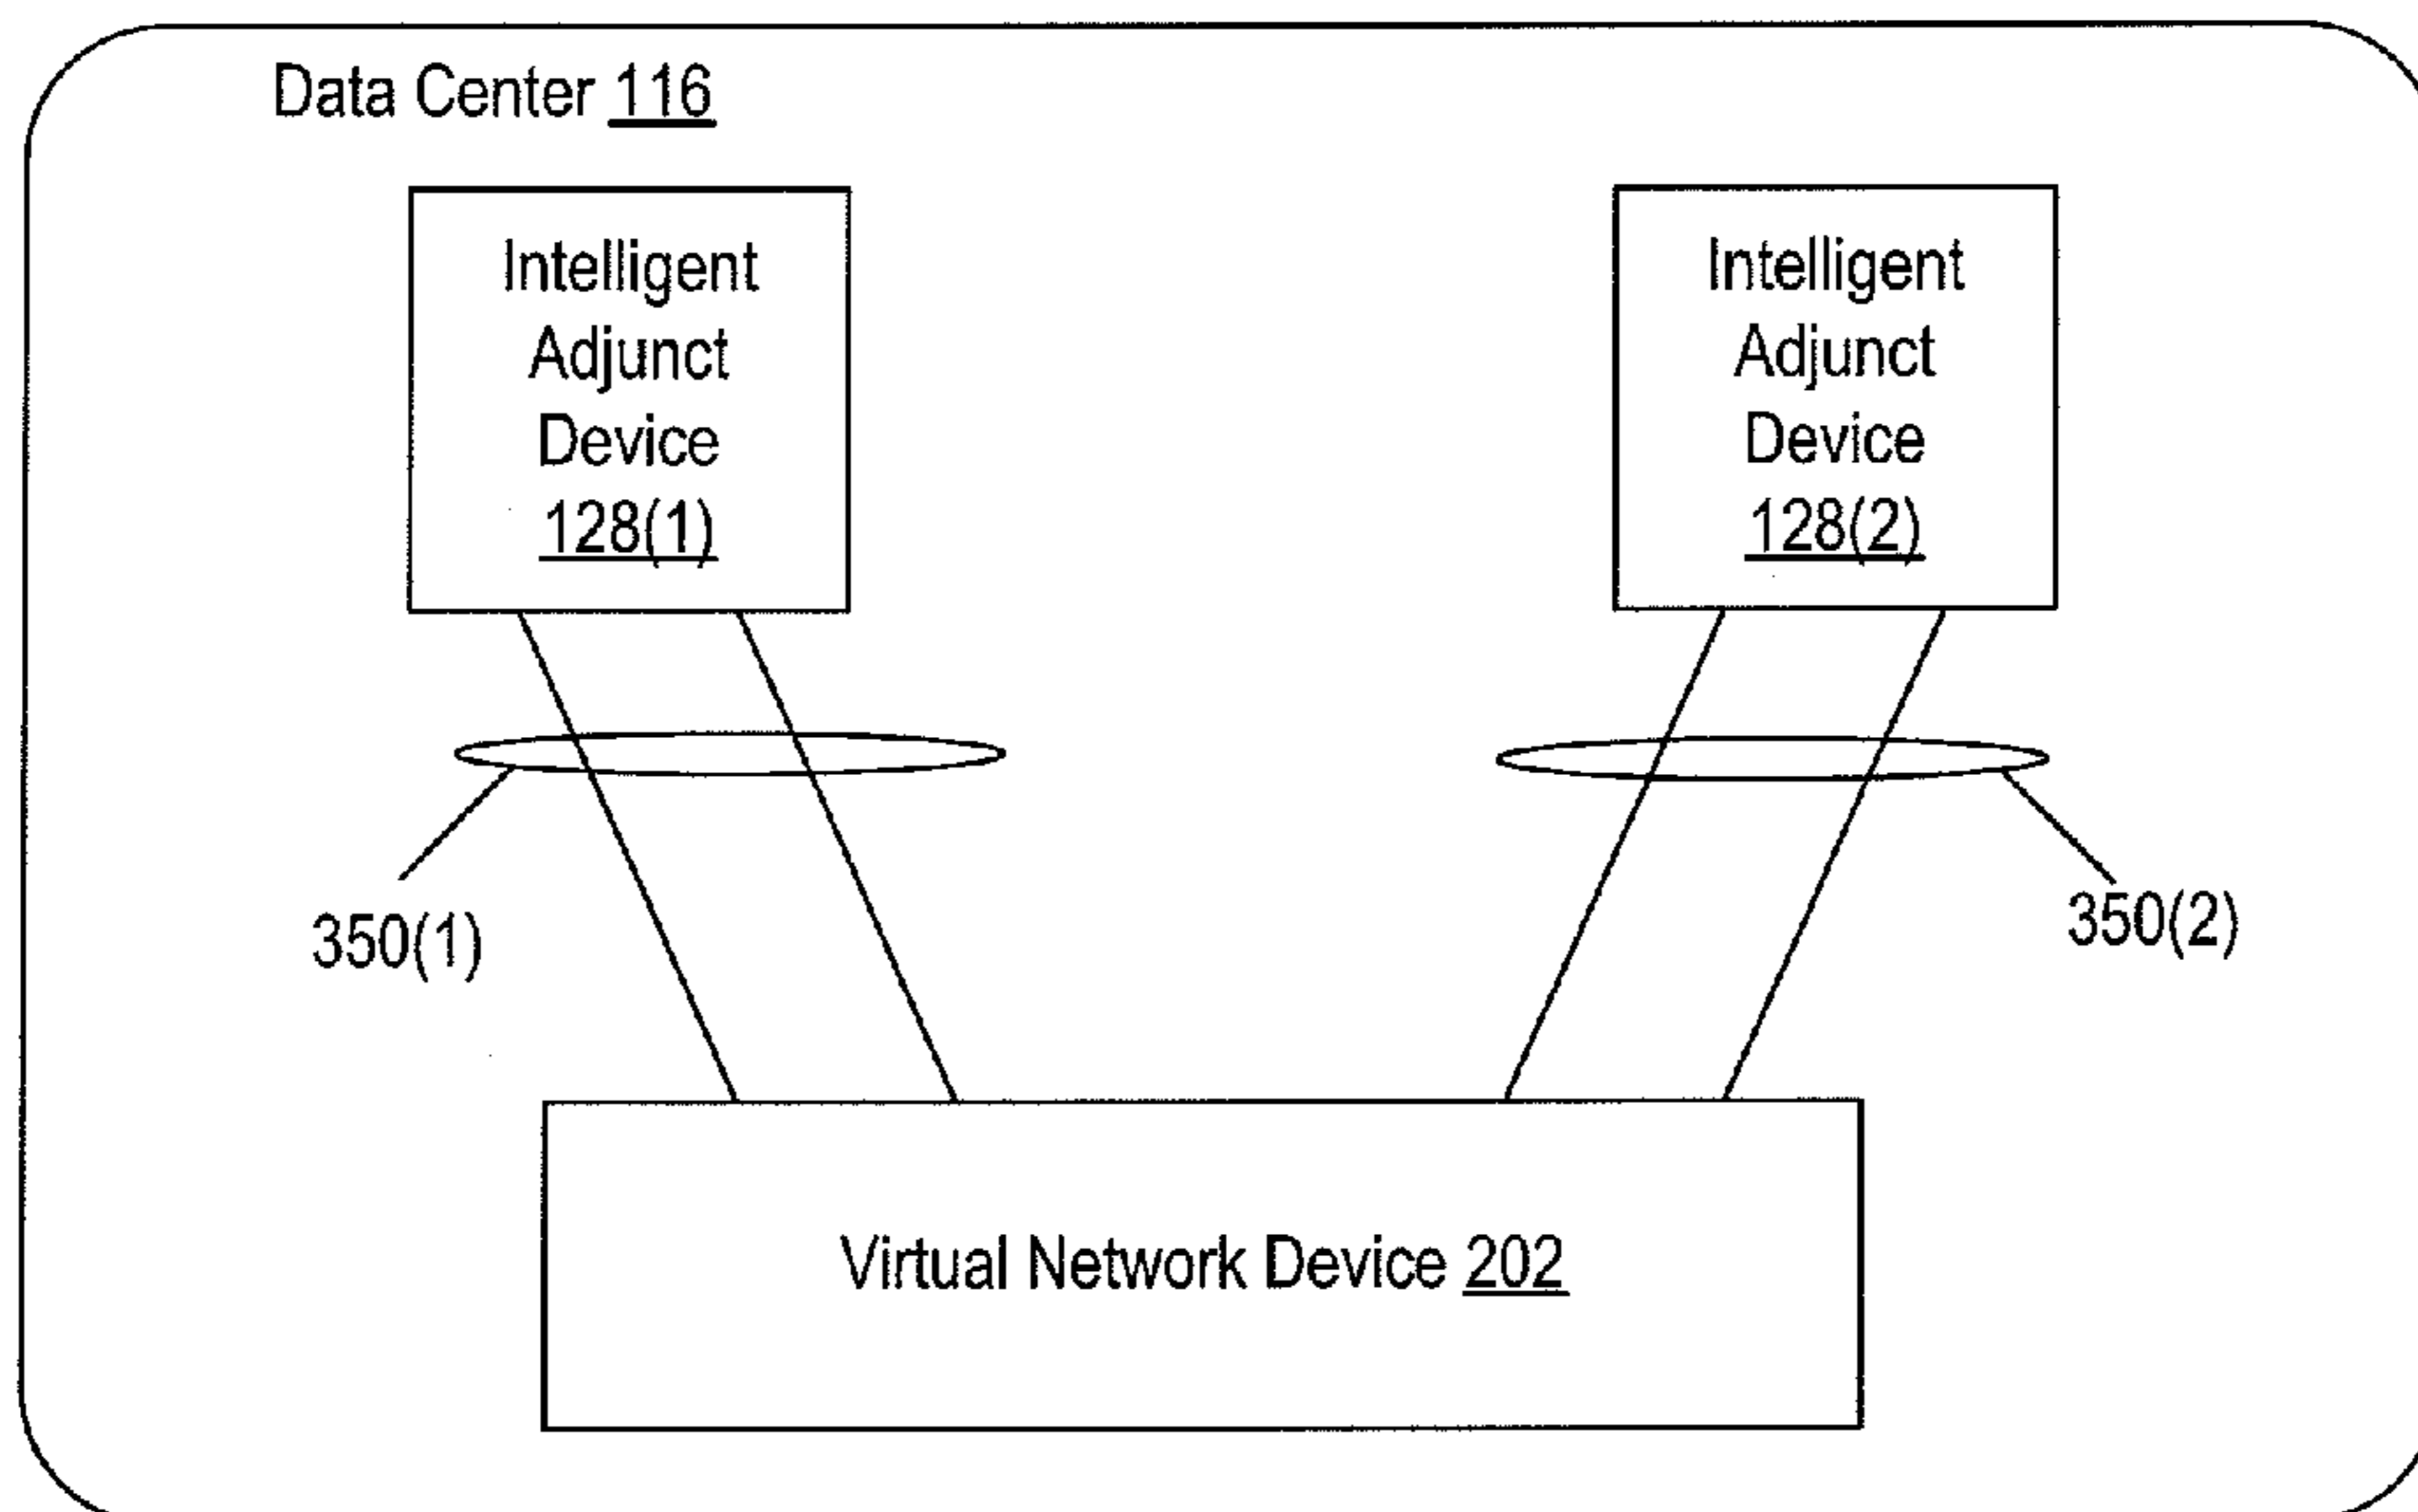 Data Center 116
Intelligent
Adjunct
Device
128(1)
Intelligent
Adjunct
Device
128(2)
350(1)
350(2)
Virtual Network Device 202